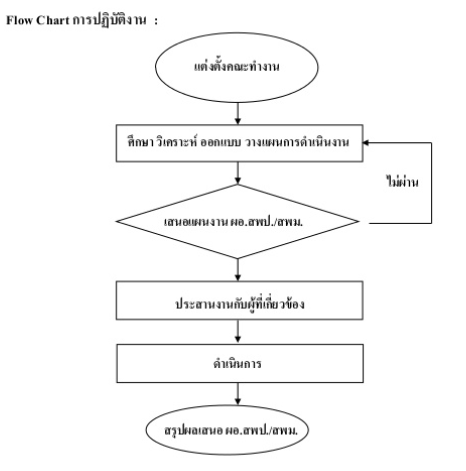 Flow Chart การปฏิบัติงาน :
แต่งตั้งคณะทำงาน
ศึกษา วิเคราะห์ ออกแบบ วางแผนการดำเนินงาน
ไม่ผ่าน
เสนอแผนงาน ผอ.สพป./สพม.
ประสานงานกับผู้ที่เกี่ยวข้อง
ดำเนินการ
สรุปผลเสนอ ผอ.สพป./สพม.